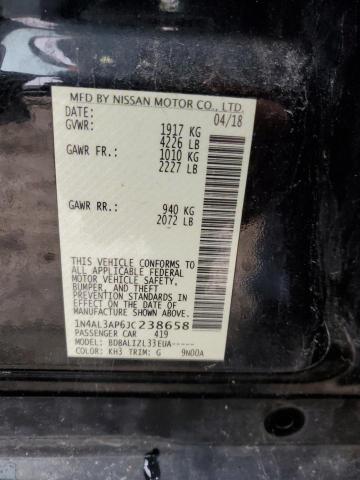 MFD BY NISSAN MOTOR CO., LTD.
DATE: 04/18
GVWR: 1917 KG
4226 LB
GAWR FR.: 1010 KG
2227 LB
GAWR RR.: 940 KG
2072 LB
THIS VEHICLE CONFORMS TO
ALL APPLICABLE FEDERAL
MOTOR VEHICLE SAFETY,
BUMPER, AND THEFT
PREVENTION STANDARDS IN
EFFECT ON THE DATE OF
MANUFACTURE SHOWN ABOVE.
1N4AL3AP6JC238658
PASSENGER CAR 419
MODEL: BDBALIZL33EUA-----
COLOR: KH3 TRIM: G 9N00A